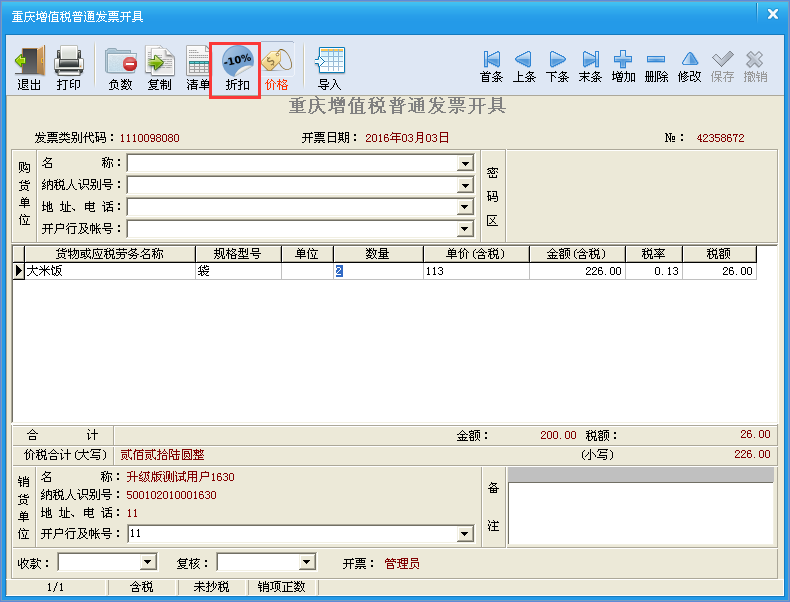 重庆增值税普通发票开具
退出 打印 负数 复制 清单 -10% 折扣 价格 导入 首条 上条 下条 末条 增加 删除 修改 保存 撤销
重庆增值税普通发票开具
发票类别代码：1110098080 开票日期：2016年03月03日 №：42358672
购货单位
名 称：
纳税人识别号：
地 址、电 话：
开户行及帐号：
密码区
货物或应税劳务名称 规格型号 单位 数量 单价(含税) 金额(含税) 税率 税额
大米饭 袋 2 113 226.00 0.13 26.00
合 计 金额：200.00 税额：26.00
价税合计(大写) 贰佰贰拾陆圆整 (小写) 226.00
销货单位
名 称：升级版测试用户1630
纳税人识别号：500102010001630
地 址、电 话：11
开户行及帐号：11
备注
收款： 复核： 开票：管理员
1/1 含税 未抄税 销项正数